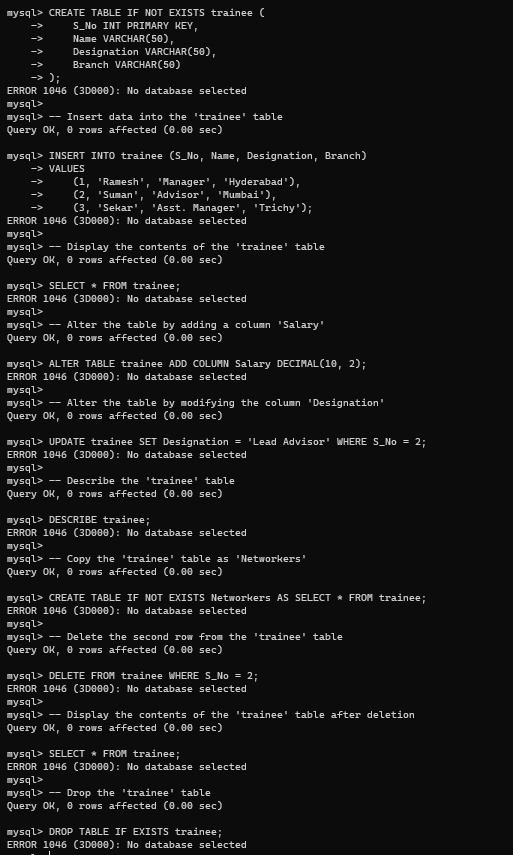 mysql> CREATE TABLE IF NOT EXISTS trainee (
    ->     S_No INT PRIMARY KEY,
    ->     Name VARCHAR(50),
    ->     Designation VARCHAR(50),
    ->     Branch VARCHAR(50)
    -> );
ERROR 1046 (3D000): No database selected
mysql>
mysql> -- Insert data into the 'trainee' table
Query OK, 0 rows affected (0.00 sec)

mysql> INSERT INTO trainee (S_No, Name, Designation, Branch)
    -> VALUES
    ->     (1, 'Ramesh', 'Manager', 'Hyderabad'),
    ->     (2, 'Suman', 'Advisor', 'Mumbai'),
    ->     (3, 'Sekar', 'Asst. Manager', 'Trichy');
ERROR 1046 (3D000): No database selected
mysql>
mysql> -- Display the contents of the 'trainee' table
Query OK, 0 rows affected (0.00 sec)

mysql> SELECT * FROM trainee;
ERROR 1046 (3D000): No database selected
mysql>
mysql> -- Alter the table by adding a column 'Salary'
Query OK, 0 rows affected (0.00 sec)

mysql> ALTER TABLE trainee ADD COLUMN Salary DECIMAL(10, 2);
ERROR 1046 (3D000): No database selected
mysql>
mysql> -- Alter the table by modifying the column 'Designation'
Query OK, 0 rows affected (0.00 sec)

mysql> UPDATE trainee SET Designation = 'Lead Advisor' WHERE S_No = 2;
ERROR 1046 (3D000): No database selected
mysql>
mysql> -- Describe the 'trainee' table
Query OK, 0 rows affected (0.00 sec)

mysql> DESCRIBE trainee;
ERROR 1046 (3D000): No database selected
mysql>
mysql> -- Copy the 'trainee' table as 'Networkers'
Query OK, 0 rows affected (0.00 sec)

mysql> CREATE TABLE IF NOT EXISTS Networkers AS SELECT * FROM trainee;
ERROR 1046 (3D000): No database selected
mysql>
mysql> -- Delete the second row from the 'trainee' table
Query OK, 0 rows affected (0.00 sec)

mysql> DELETE FROM trainee WHERE S_No = 2;
ERROR 1046 (3D000): No database selected
mysql>
mysql> -- Display the contents of the 'trainee' table after deletion
Query OK, 0 rows affected (0.00 sec)

mysql> SELECT * FROM trainee;
ERROR 1046 (3D000): No database selected
mysql>
mysql> -- Drop the 'trainee' table
Query OK, 0 rows affected (0.00 sec)

mysql> DROP TABLE IF EXISTS trainee;
ERROR 1046 (3D000): No database selected